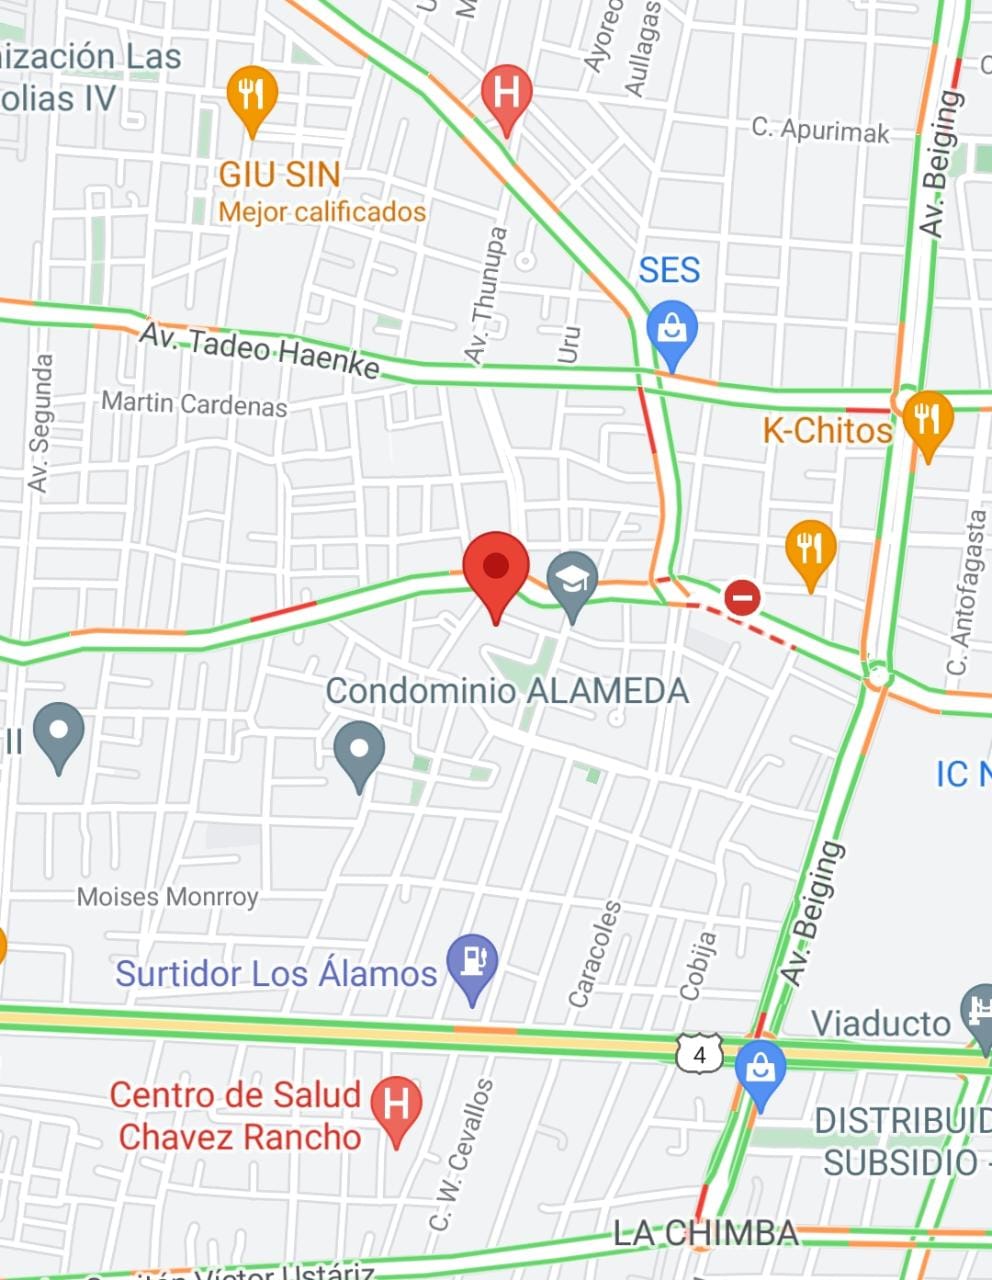 Ayoreo
Aullagas
ización Las
olias IV
C. Apurimak
Av. Beiging
GIU SIN
Mejor calificados
SES
Av. Thunupa
Uru
Av. Tadeo Haenke
Av. Segunda
Martin Cardenas
K-Chitos
C. Antofagasta
Condominio ALAMEDA
II
IC N
Moises Monrroy
Av. Beiging
Caracoles
Cobija
Surtidor Los Álamos
Viaducto
4
Centro de Salud
Chavez Rancho
C. W. Cevallos
DISTRIBUID
SUBSIDIO -
LA CHIMBA
Víctor Ustáriz